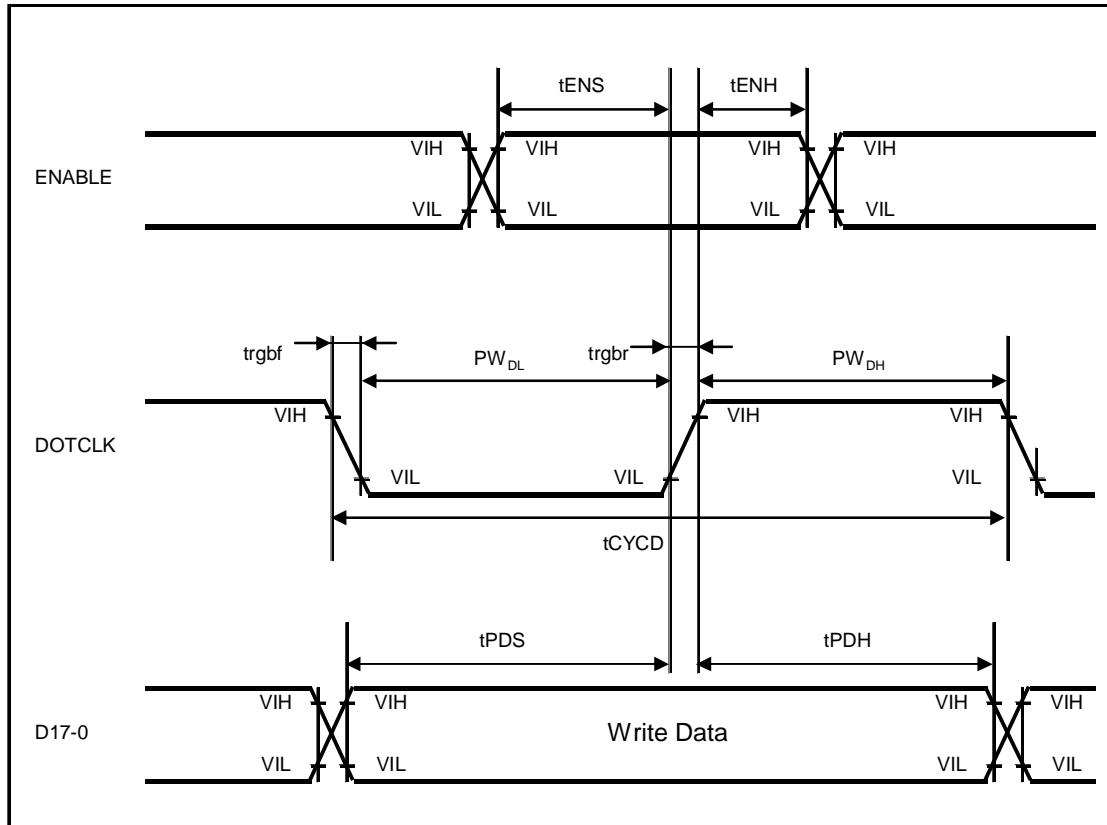 tENS
tENH
VIH VIH VIH VIH
ENABLE
VIL VIL VIL VIL
trgbf PWDL trgbr PWDH
VIH VIH VIH
DOTCLK
VIL VIL VIL
tCYCD
tPDS tPDH
VIH VIH VIH VIH
D17-0 Write Data
VIL VIL VIL VIL